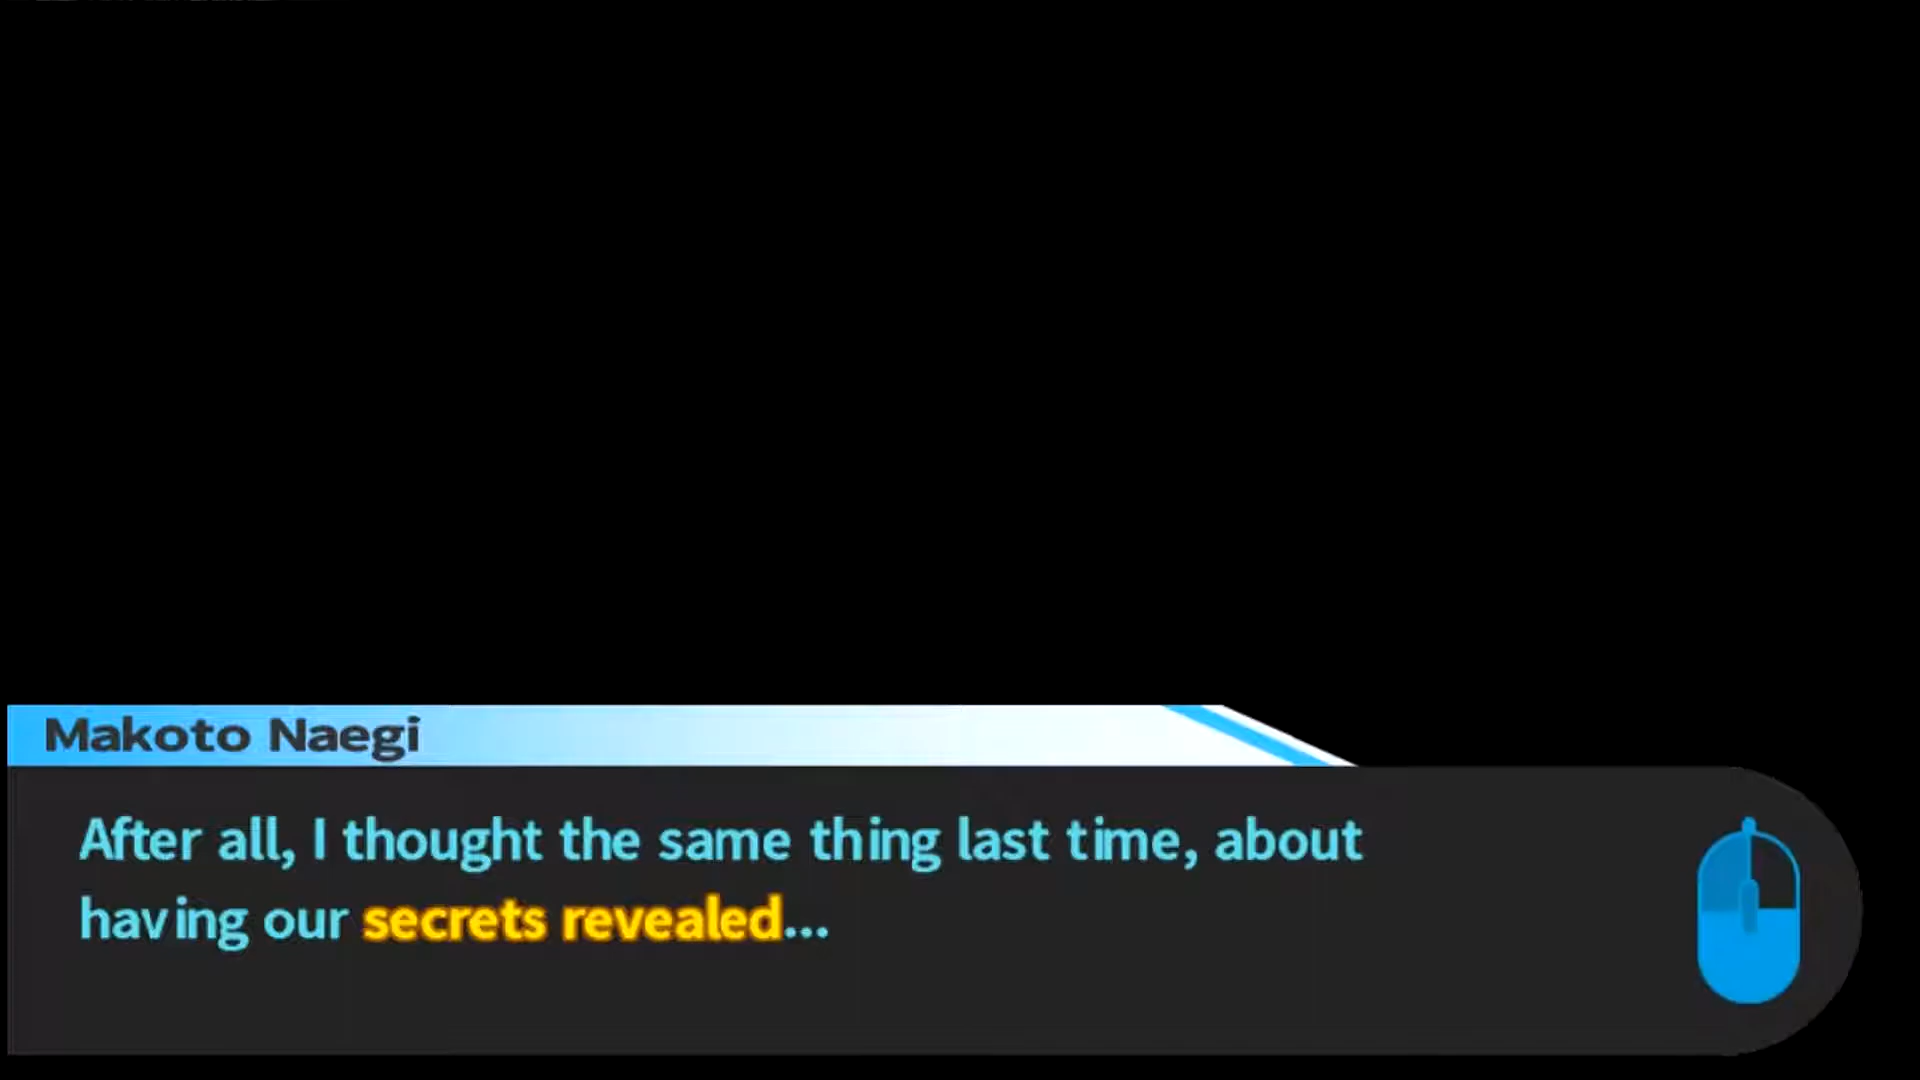 Makoto Naegi
After all, I thought the same thing last time, about
having our secrets revealed...